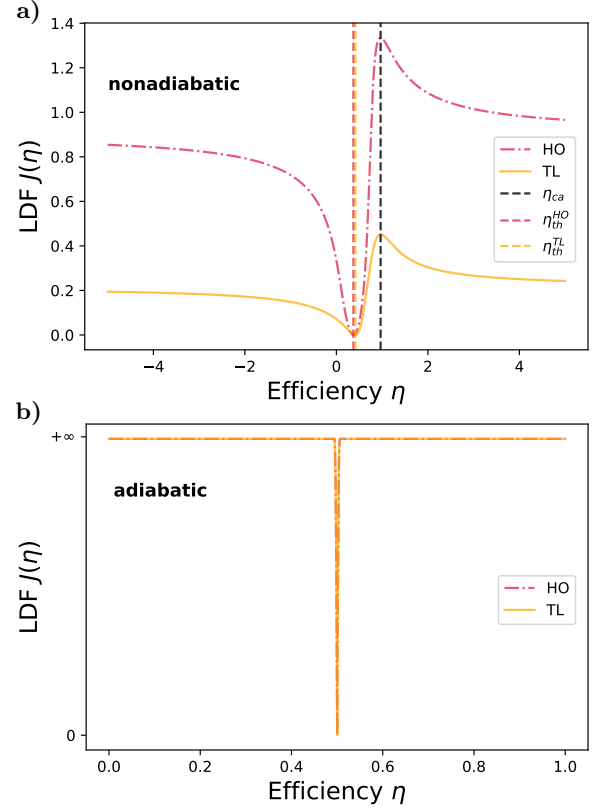 a)
1.4
1.2
1.0
0.8
0.6
0.4
0.2
0.0
LDF J(η)
nonadiabatic
HO
TL
η_ca
η_th^HO
η_th^TL
−4 −2 0 2 4
Efficiency η
b)
+∞
0
LDF J(η)
adiabatic
HO
TL
0.0 0.2 0.4 0.6 0.8 1.0
Efficiency η